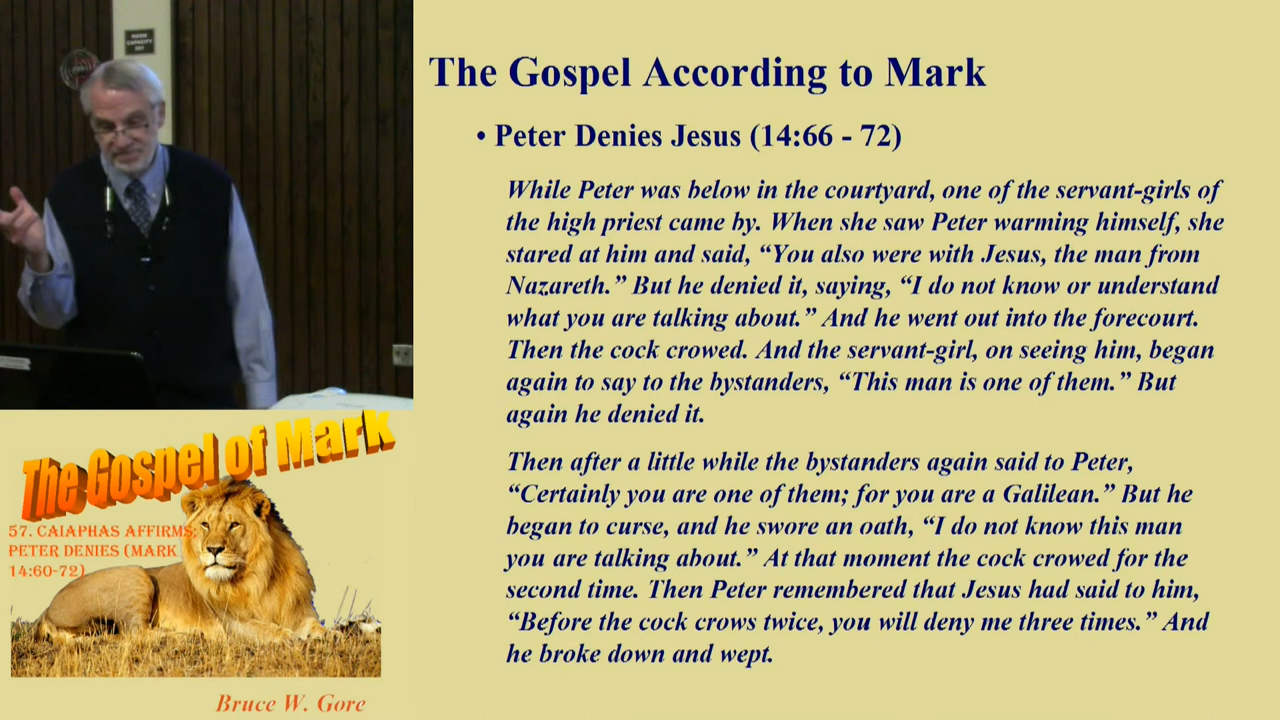 ROOM
CAPACITY
The Gospel According to Mark
• Peter Denies Jesus (14:66 - 72)
While Peter was below in the courtyard, one of the servant-girls of
the high priest came by. When she saw Peter warming himself, she
stared at him and said, “You also were with Jesus, the man from
Nazareth.” But he denied it, saying, “I do not know or understand
what you are talking about.” And he went out into the forecourt.
Then the cock crowed. And the servant-girl, on seeing him, began
again to say to the bystanders, “This man is one of them.” But
again he denied it.
Then after a little while the bystanders again said to Peter,
“Certainly you are one of them; for you are a Galilean.” But he
began to curse, and he swore an oath, “I do not know this man
you are talking about.” At that moment the cock crowed for the
second time. Then Peter remembered that Jesus had said to him,
“Before the cock crows twice, you will deny me three times.” And
he broke down and wept.
The Gospel of Mark
57. CAIAPHAS AFFIRMS;
PETER DENIES (MARK
14:60-72)
Bruce W. Gore